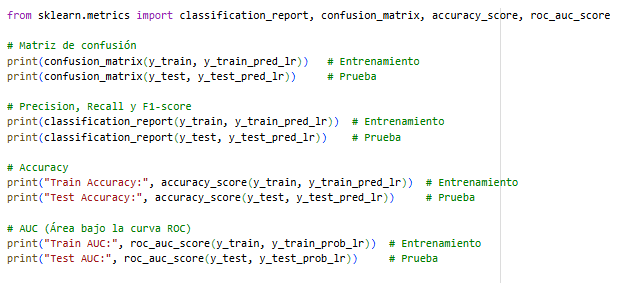 from sklearn.metrics import classification_report, confusion_matrix, accuracy_score, roc_auc_score
# Matriz de confusión
print(confusion_matrix(y_train, y_train_pred_lr))   # Entrenamiento
print(confusion_matrix(y_test, y_test_pred_lr))     # Prueba
# Precision, Recall y F1-score
print(classification_report(y_train, y_train_pred_lr))  # Entrenamiento
print(classification_report(y_test, y_test_pred_lr))    # Prueba
# Accuracy
print("Train Accuracy:", accuracy_score(y_train, y_train_pred_lr))  # Entrenamiento
print("Test Accuracy:", accuracy_score(y_test, y_test_pred_lr))     # Prueba
# AUC (Área bajo la curva ROC)
print("Train AUC:", roc_auc_score(y_train, y_train_prob_lr))  # Entrenamiento
print("Test AUC:", roc_auc_score(y_test, y_test_prob_lr))     # Prueba